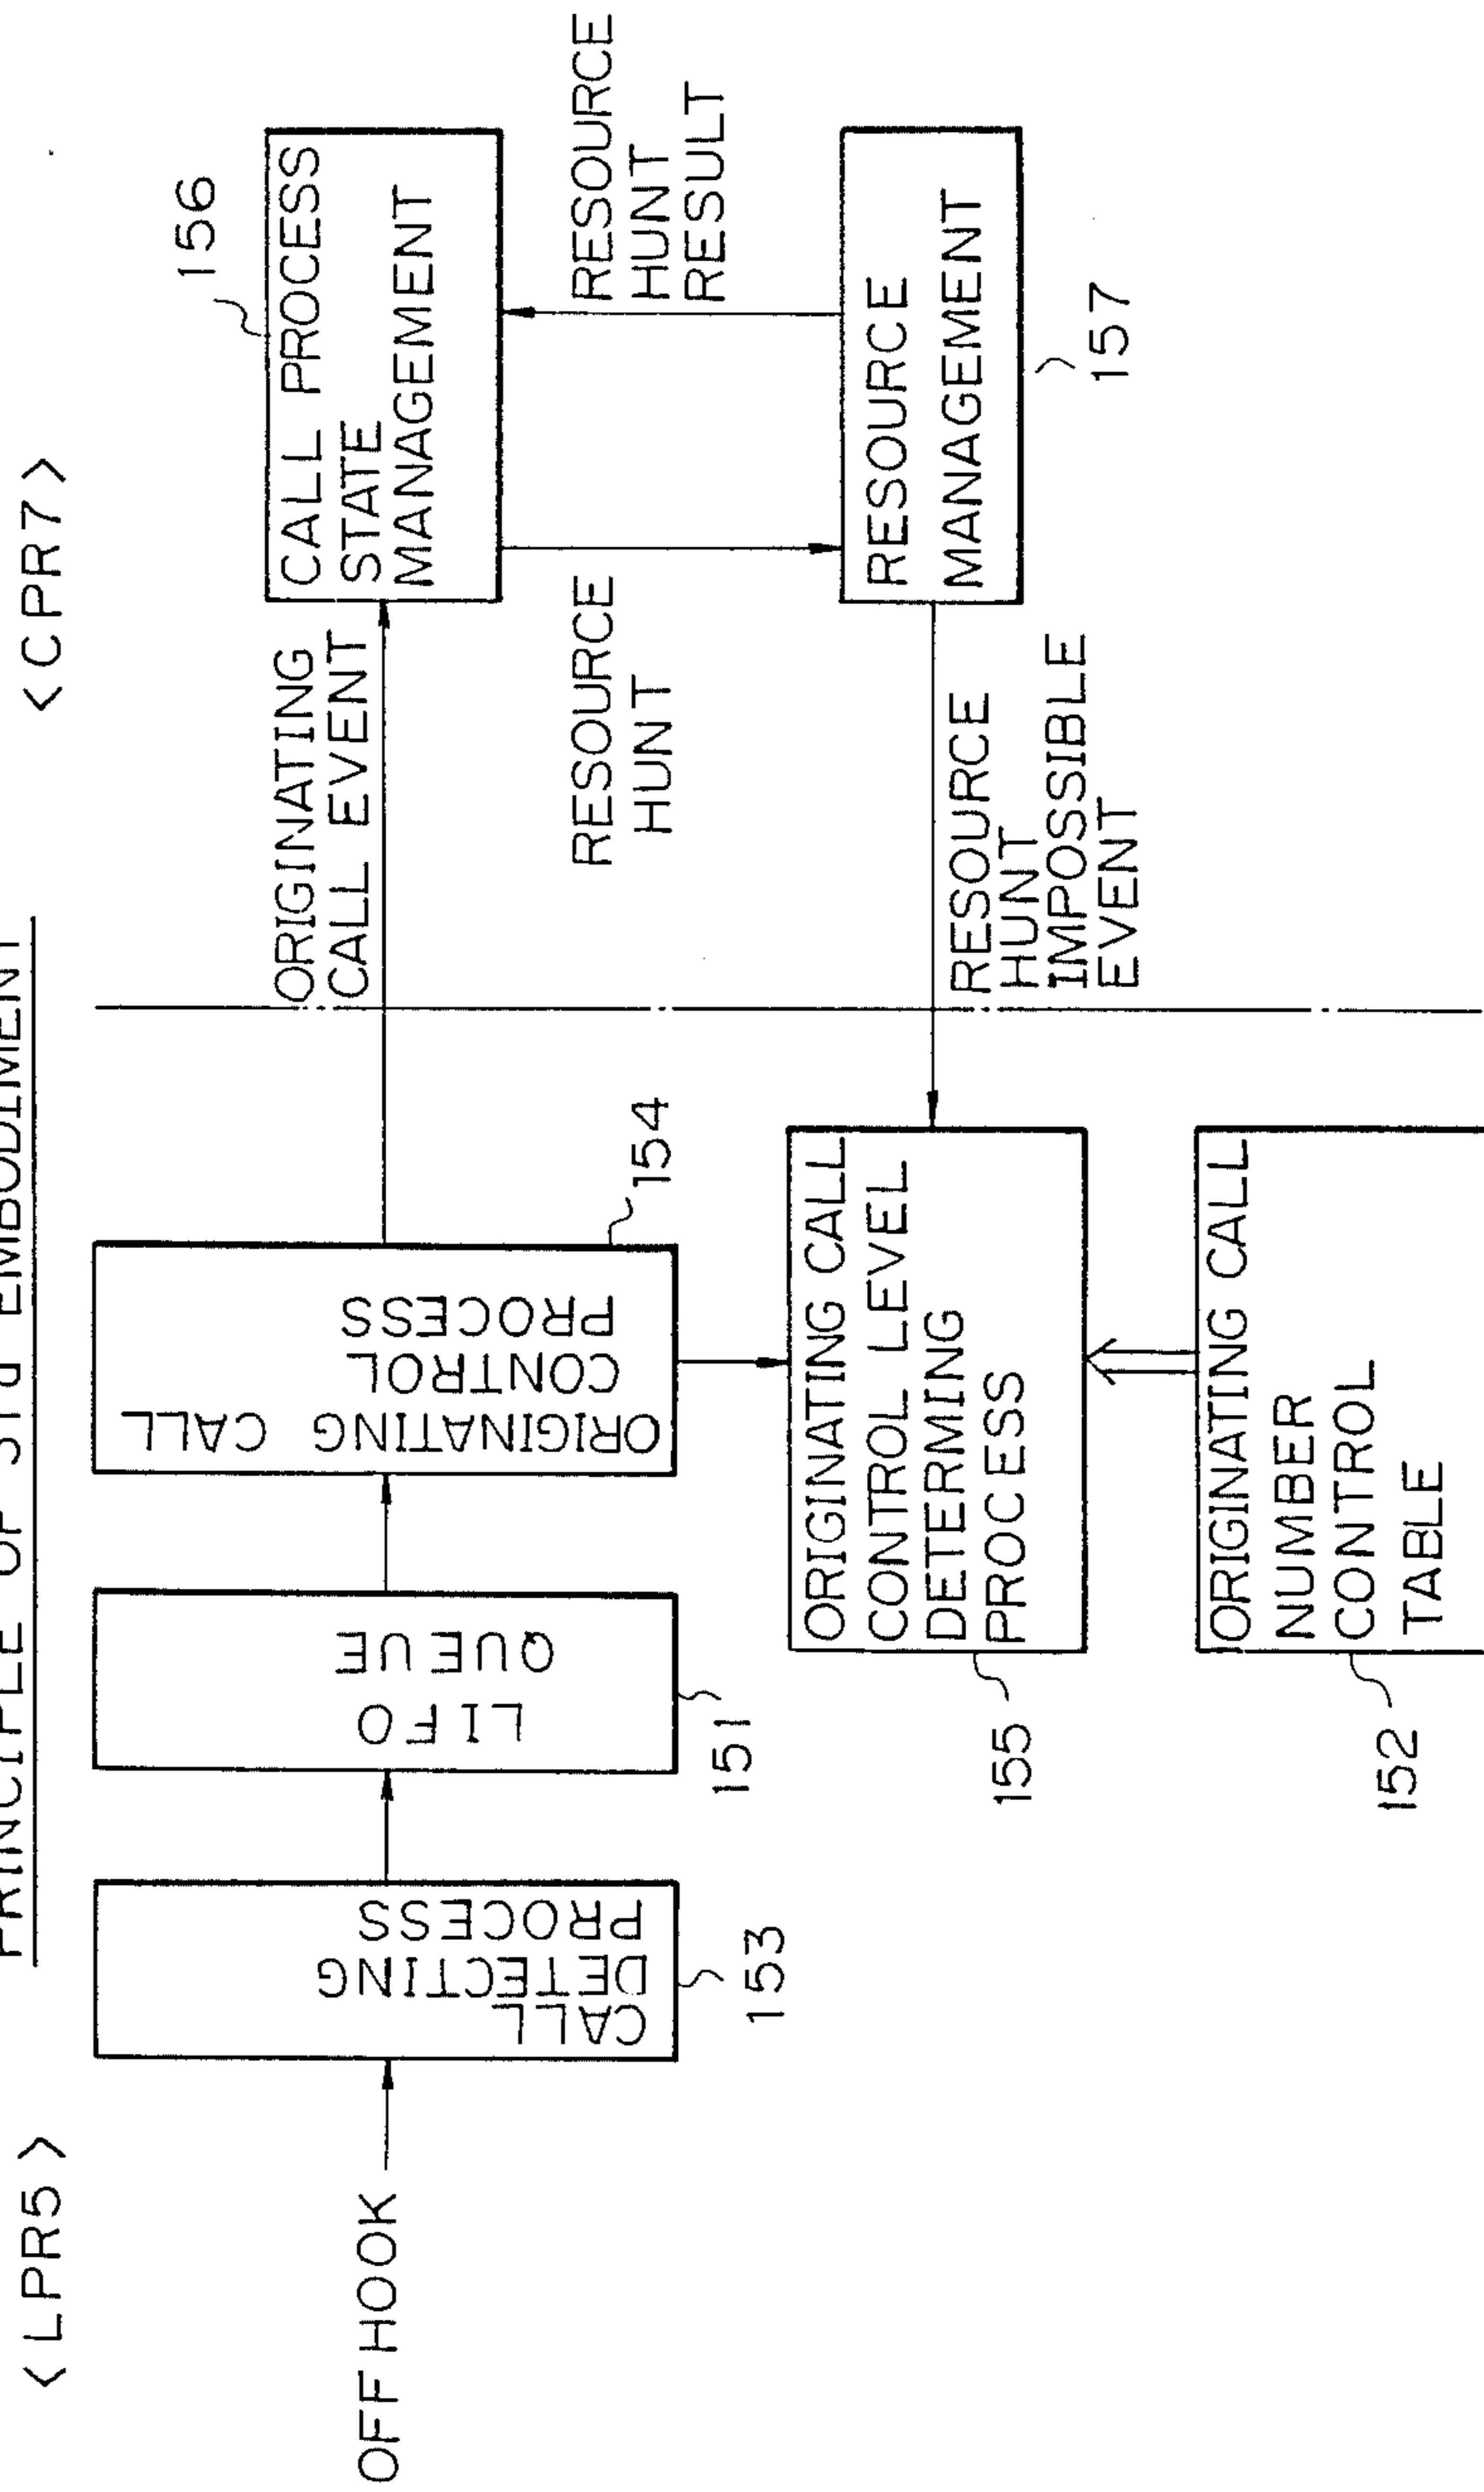 PRINCIPLE OF 5Td EMBODIMENT
<LPR5>
<CPR7>
OFF HOOK
CALL
DETECTING
PROCESS
153
LIFO
QUEUE
151
ORIGINATING CALL
CONTROL
PROCESS
154
ORIGINATING
CALL EVENT
CALL PROCESS
STATE
MANAGEMENT
156
RESOURCE
HUNT
RESOURCE
HUNT
RESULT
RESOURCE
MANAGEMENT
157
RESOURCE
HUNT
IMPOSSIBLE
EVENT
ORIGINATING CALL
CONTROL LEVEL
DETERMING
PROCESS
155
ORIGINATING CALL
NUMBER
CONTROL
TABLE
152